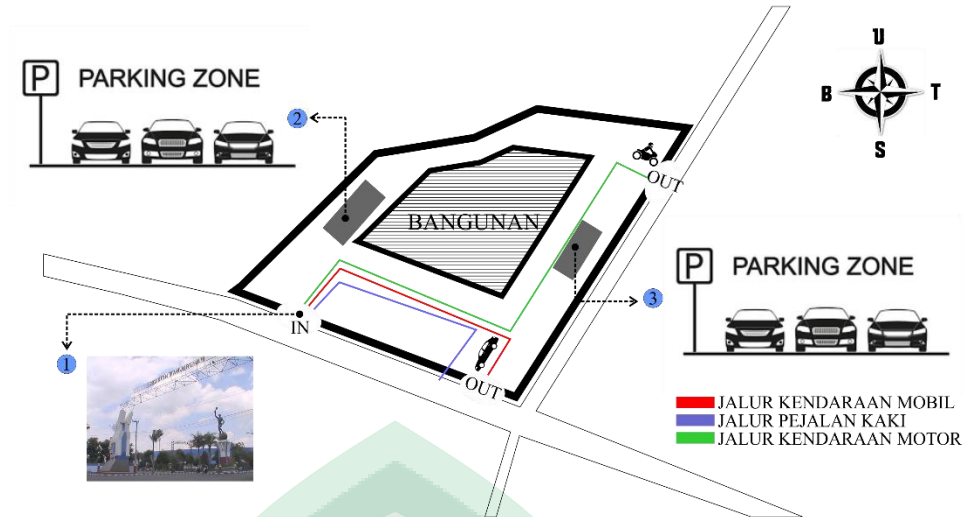 P PARKING ZONE
2
U
B T
S
OUT
BANGUNAN
P PARKING ZONE
3
IN
1
OUT
JALUR KENDARAAN MOBIL
JALUR PEJALAN KAKI
JALUR KENDARAAN MOTOR